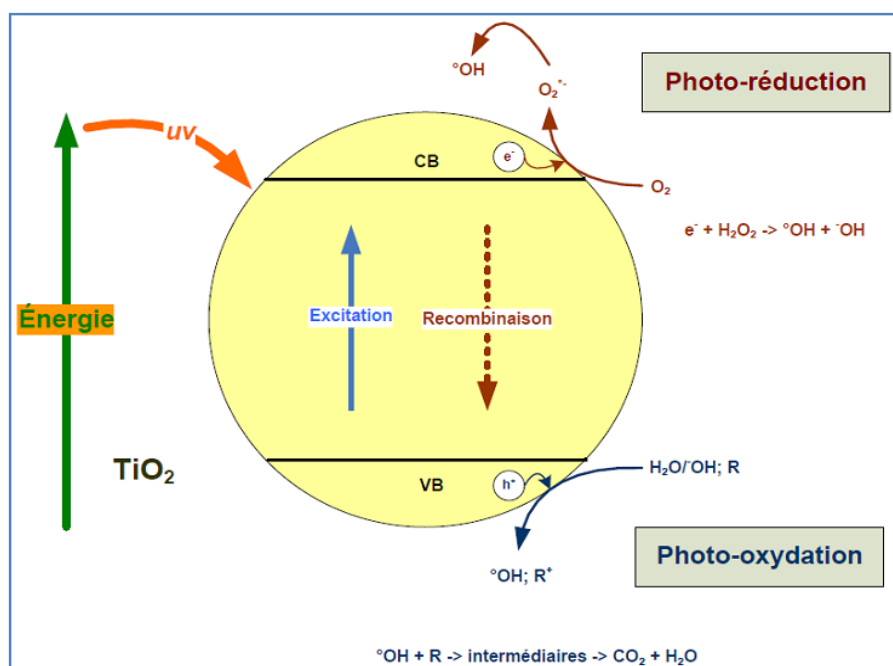 °OH
O₂°⁻
Photo-réduction
uv
CB
e⁻
O₂
e⁻ + H₂O₂ -> °OH + ⁻OH
Excitation
Recombinaison
Énergie
TiO₂
VB
h⁺
H₂O/⁻OH; R
Photo-oxydation
°OH; R⁺
°OH + R -> intermédiaires -> CO₂ + H₂O